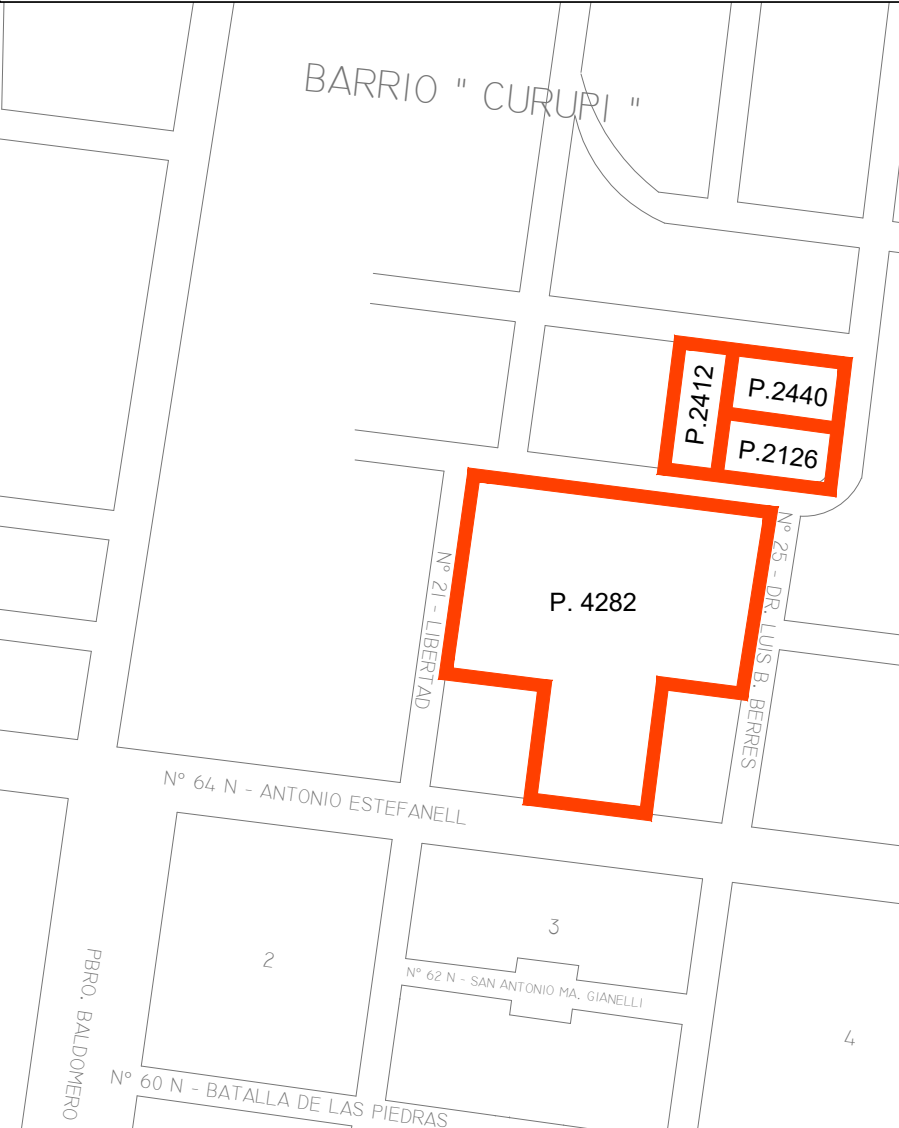 BARRIO " CURUPI "
P.2412
P.2440
P.2126
P. 4282
N° 21 - LIBERTAD
N° 25 - DR. LUIS B. BERRES
N° 64 N - ANTONIO ESTEFANELL
3
2
N° 62 N - SAN ANTONIO MA. GIANELLI
4
PBRO. BALDOMERO
N° 60 N - BATALLA DE LAS PIEDRAS